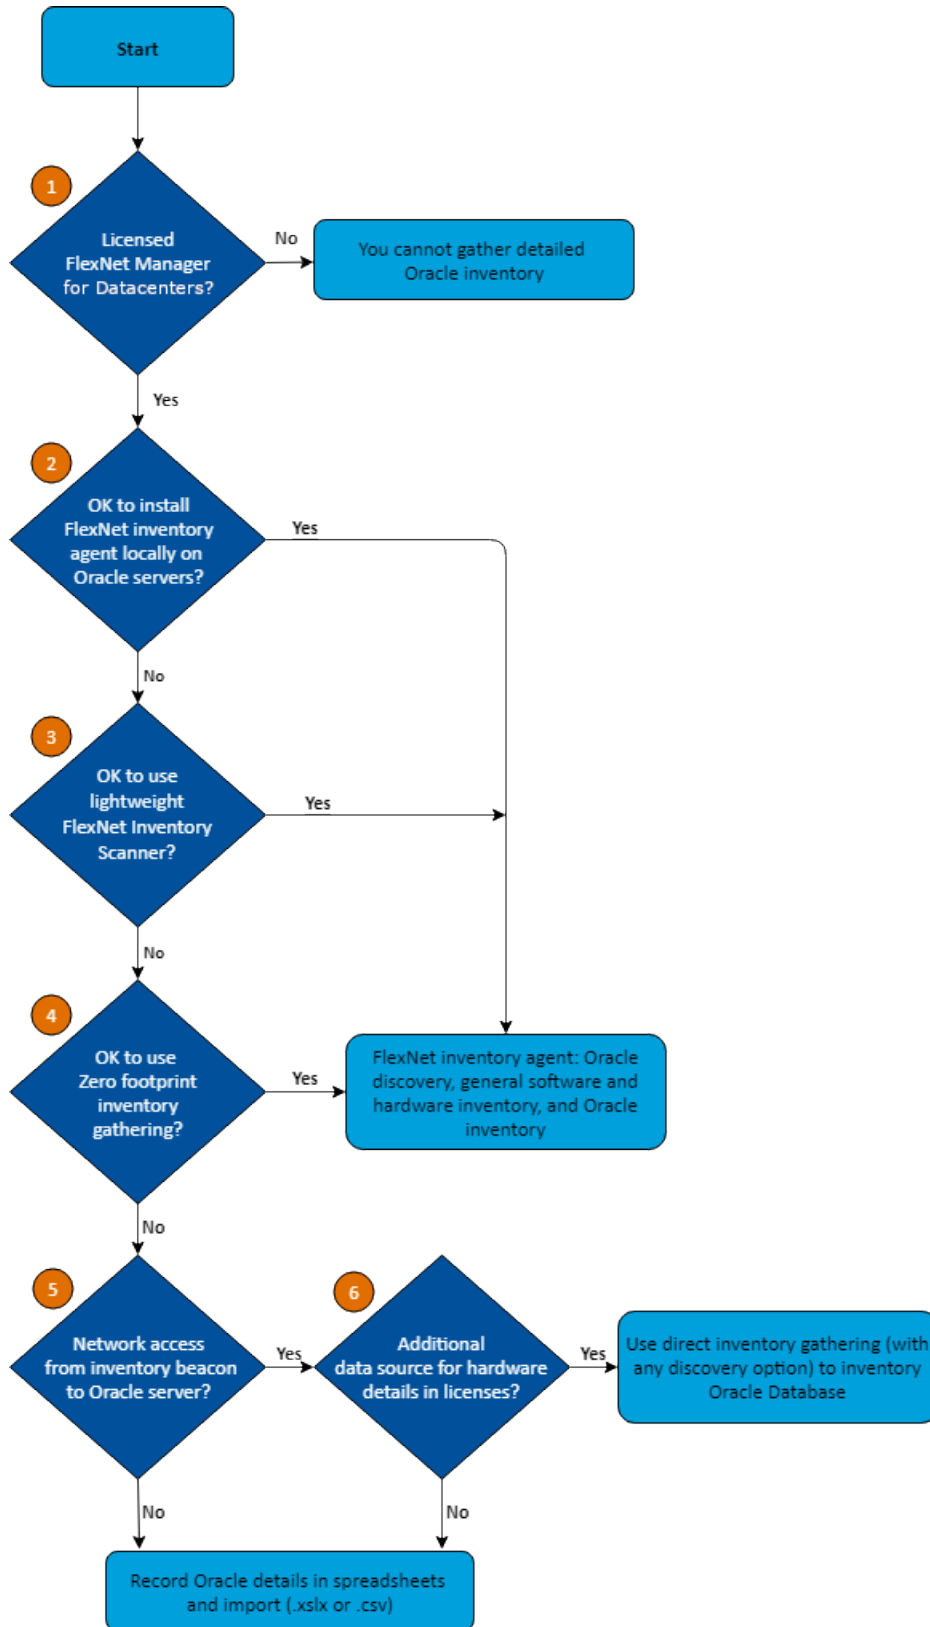 Start
1
Licensed
FlexNet Manager
for Datacenters?
No
You cannot gather detailed
Oracle inventory
Yes
2
OK to install
FlexNet inventory
agent locally on
Oracle servers?
Yes
No
3
OK to use
lightweight
FlexNet Inventory
Scanner?
Yes
No
4
OK to use
Zero footprint
inventory
gathering?
Yes
FlexNet inventory agent: Oracle
discovery, general software and
hardware inventory, and Oracle
inventory
No
5
Network access
from inventory beacon
to Oracle server?
Yes
6
Additional
data source for hardware
details in licenses?
Yes
Use direct inventory gathering (with
any discovery option) to inventory
Oracle Database
No
No
Record Oracle details in spreadsheets
and import (.xslx or .csv)